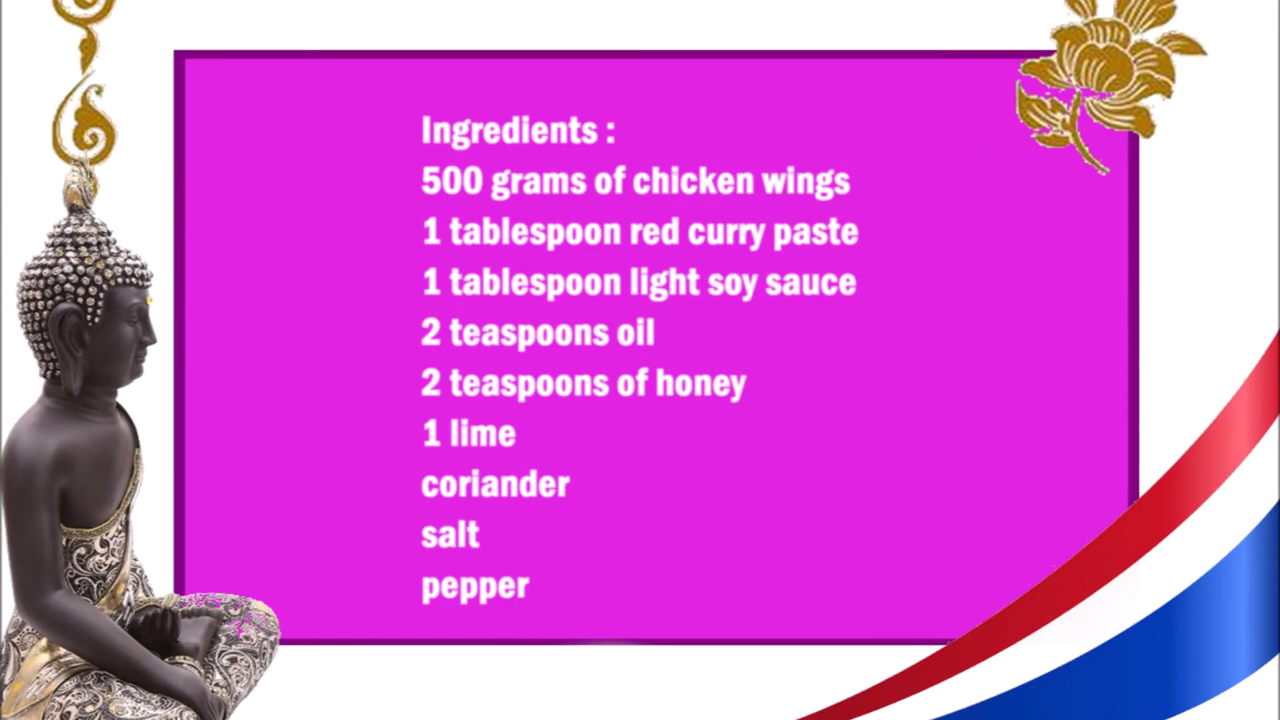 Ingredients :
500 grams of chicken wings
1 tablespoon red curry paste
1 tablespoon light soy sauce
2 teaspoons oil
2 teaspoons of honey
1 lime
coriander
salt
pepper